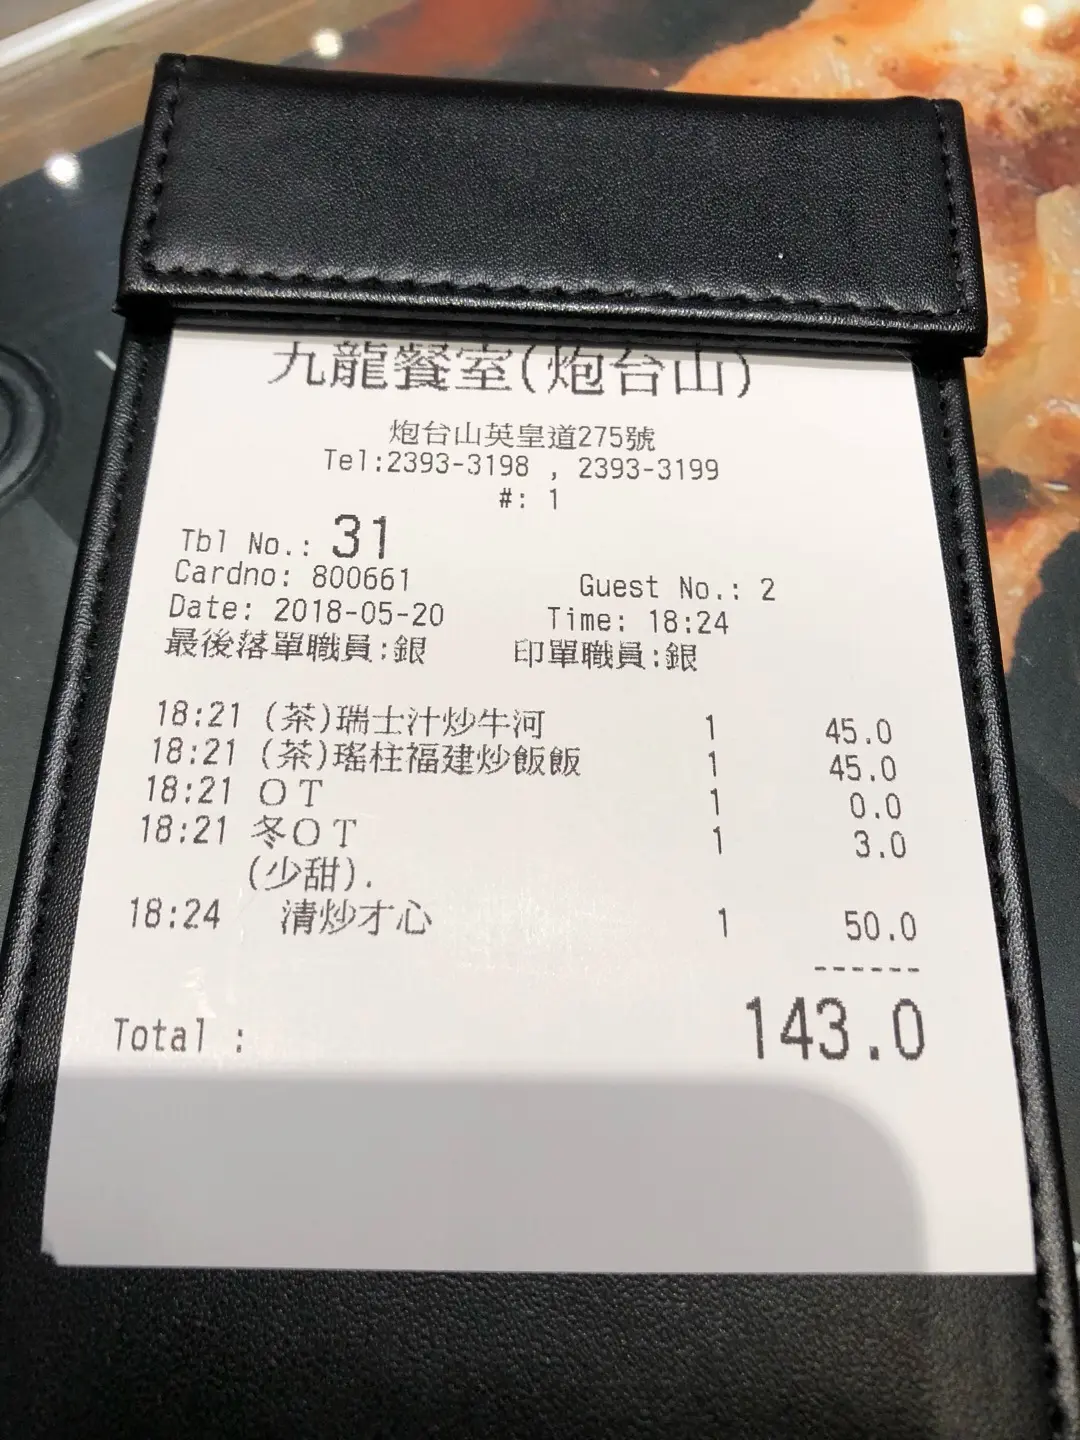 九龍餐室(炮台山)
炮台山英皇道275號
Tel:2393-3198 , 2393-3199
#: 1
Tbl No.: 31
Cardno: 800661 Guest No.: 2
Date: 2018-05-20 Time: 18:24
最後落單職員:銀 印單職員:銀
18:21 (茶)瑞士汁炒牛河 1 45.0
18:21 (茶)瑤柱福建炒飯飯 1 45.0
18:21 ОＴ 1 0.0
18:21 冬ОＴ 1 3.0
(少甜).
18:24 清炒才心 1 50.0
------
Total : 143.0